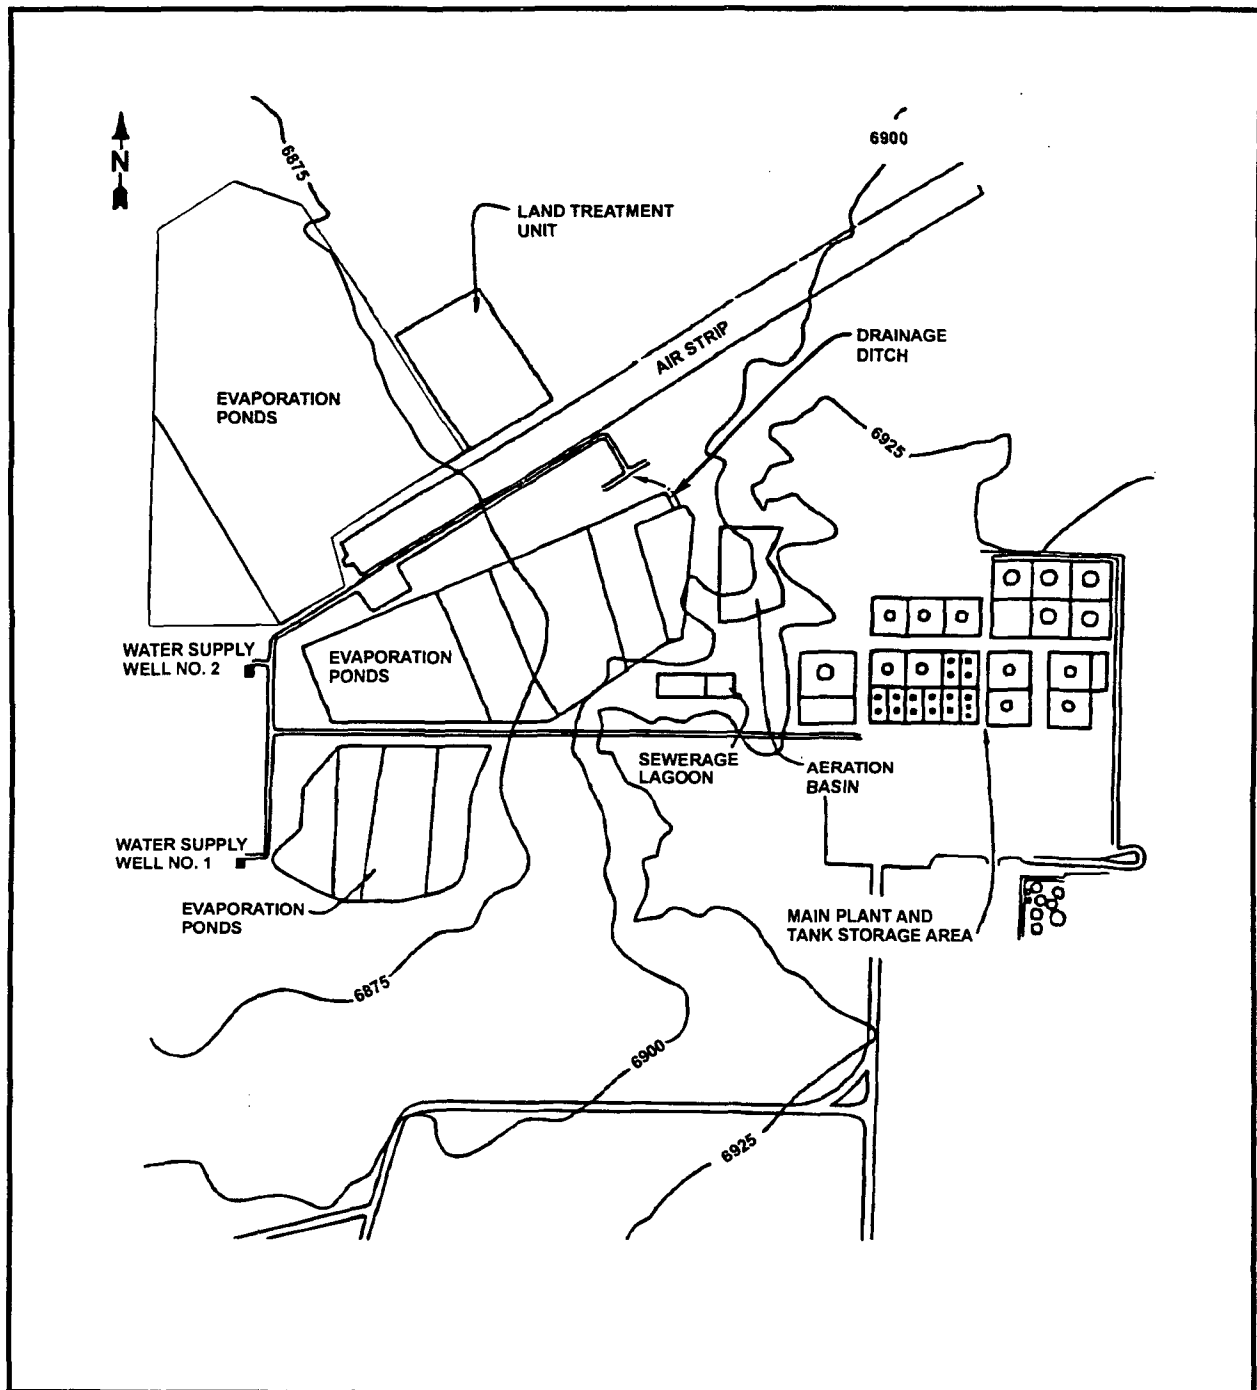 6900
N
6875
LAND TREATMENT
UNIT
AIR STRIP
DRAINAGE
DITCH
EVAPORATION
PONDS
6925
WATER SUPPLY
WELL NO. 2
EVAPORATION
PONDS
SEWERAGE
LAGOON
AERATION
BASIN
WATER SUPPLY
WELL NO. 1
EVAPORATION
PONDS
MAIN PLANT AND
TANK STORAGE AREA
6875
6900
6925